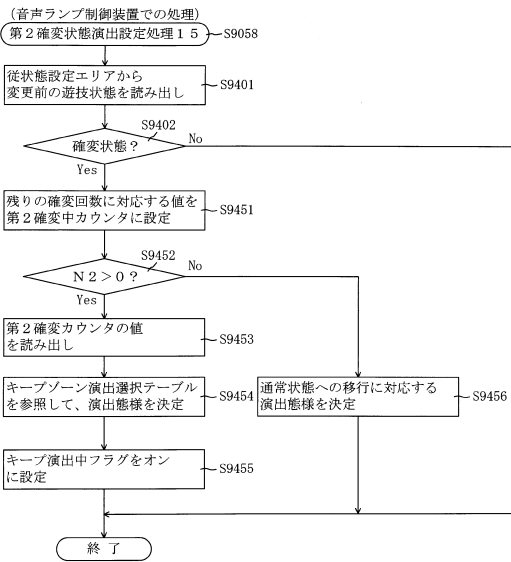 (音声ランプ制御装置での処理)
第2確変状態演出設定処理15
S9058
従状態設定エリアから
変更前の遊技状態を読み出し
S9401
S9402
確変状態?
No
Yes
残りの確変回数に対応する値を
第2確変中カウンタに設定
S9451
S9452
N2>0?
No
Yes
第2確変カウンタの値
を読み出し
S9453
キープゾーン演出選択テーブル
を参照して、演出態様を決定
S9454
通常状態への移行に対応する
演出態様を決定
S9456
キープ演出中フラグをオン
に設定
S9455
終了